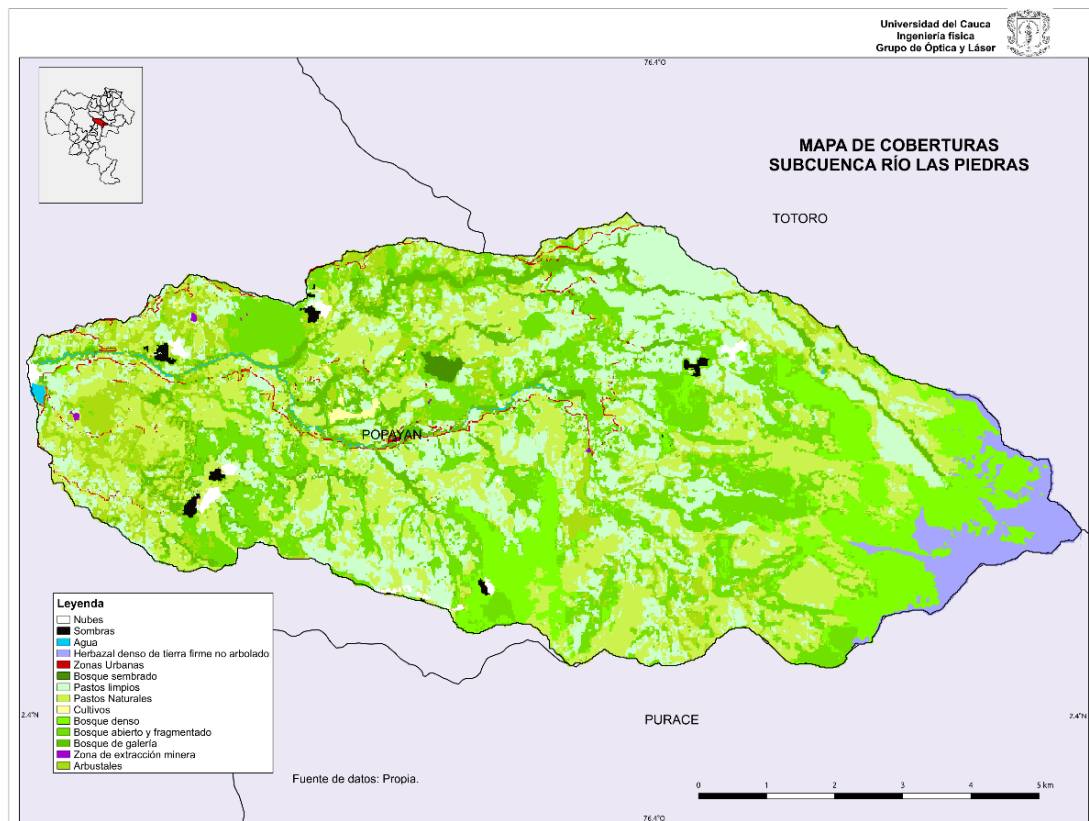 Universidad del Cauca
Ingeniería física
Grupo de Óptica y Láser
76.4°O
MAPA DE COBERTURAS
SUBCUENCA RÍO LAS PIEDRAS
TOTORO
POPAYAN
Leyenda
Nubes
Sombras
Agua
Herbazal denso de tierra firme no arbolado
Zonas Urbanas
Bosque sembrado
Pastos limpios
Pastos Naturales
Cultivos
Bosque denso
Bosque abierto y fragmentado
Bosque de galería
Zona de extracción minera
Arbustales
2.4°N
PURACE
2.4°N
Fuente de datos: Propia.
0 1 2 3 4 5 km
76.4°O